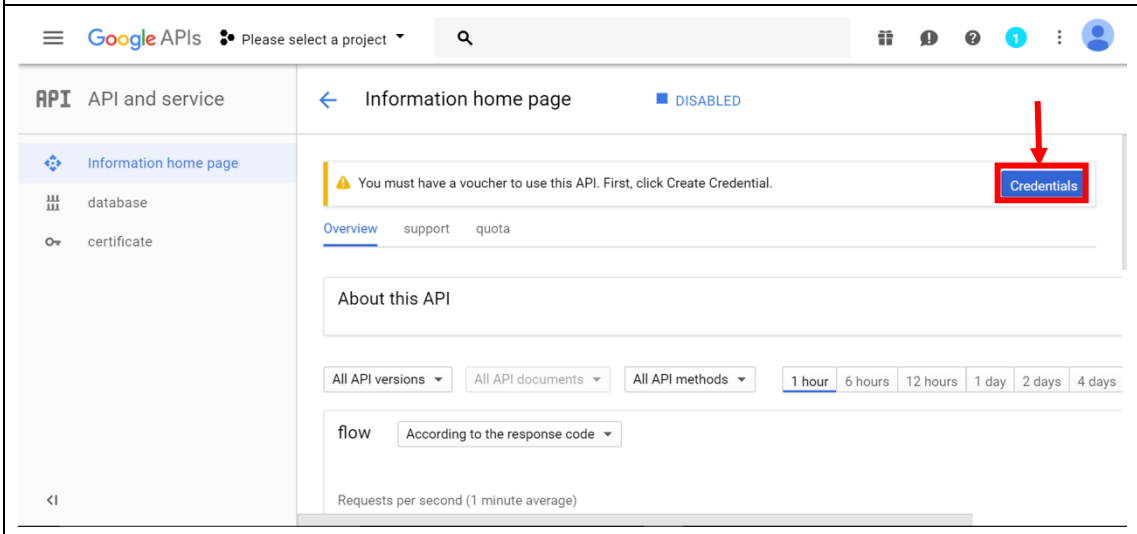 Google APIs Please select a project 1
API API and service Information home page DISABLED
Information home page
database
certificate
You must have a voucher to use this API. First, click Create Credential. Credentials
Overview support quota
About this API
All API versions All API documents All API methods 1 hour 6 hours 12 hours 1 day 2 days 4 days
flow According to the response code
Requests per second (1 minute average)